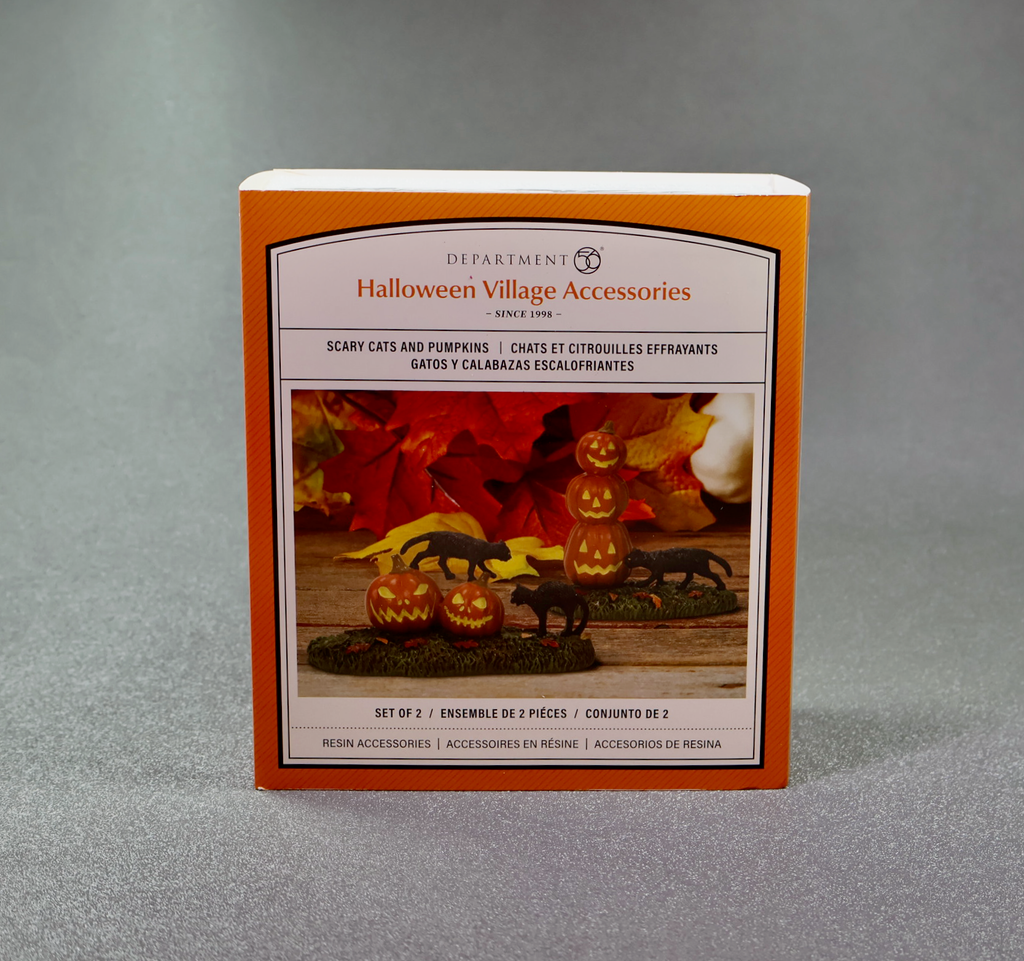 DEPARTMENT 56®
Halloween Village Accessories
– SINCE 1998 –
SCARY CATS AND PUMPKINS | CHATS ET CITROUILLES EFFRAYANTS
GATOS Y CALABAZAS ESCALOFRIANTES
SET OF 2 / ENSEMBLE DE 2 PIÉCES / CONJUNTO DE 2
RESIN ACCESSORIES | ACCESSOIRES EN RÉSINE | ACCESORIOS DE RESINA